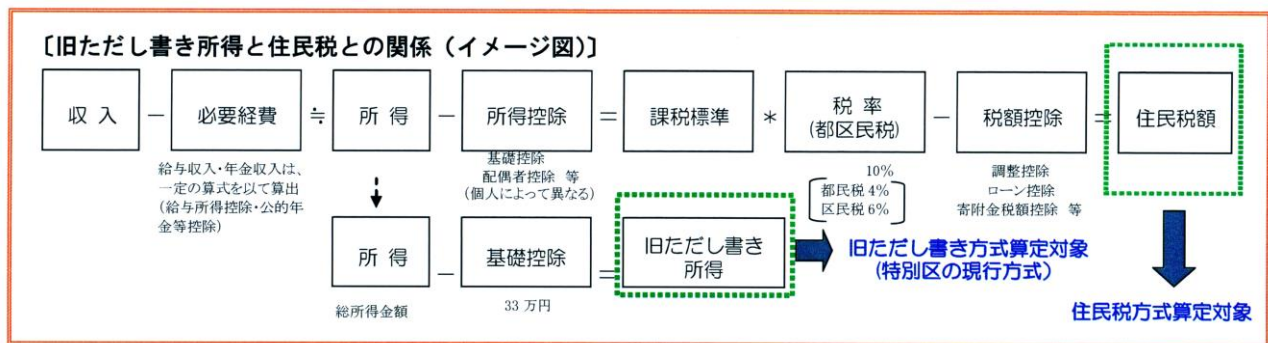 〔旧ただし書き所得と住民税との関係（イメージ図）〕
収 入 － 必要経費 ≒ 所 得 － 所得控除 ＝ 課税標準 ＊ 税 率 － 税額控除 ＝ 住民税額
(都区民税)
給与収入・年金収入は、
一定の算式を以て算出
(給与所得控除・公的年
金等控除)
基礎控除
配偶者控除 等
(個人によって異なる)
10%
都民税 4%
区民税 6%
調整控除
ローン控除
寄附金税額控除 等
所 得 － 基礎控除 ＝ 旧ただし書き
所得
総所得金額
33 万円
旧ただし書き方式算定対象
(特別区の現行方式)
住民税方式算定対象